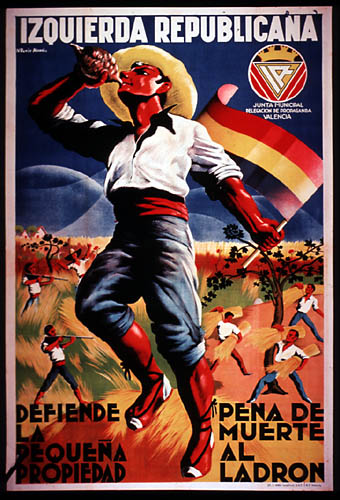 IZQUIERDA REPUBLICANA
JUNTA MUNICIPAL
DELEGACION DE PROPAGANDA
VALENCIA
DEFIENDE
LA
PEQUEÑA
PROPIEDAD
PENA DE
MUERTE
AL
LADRON